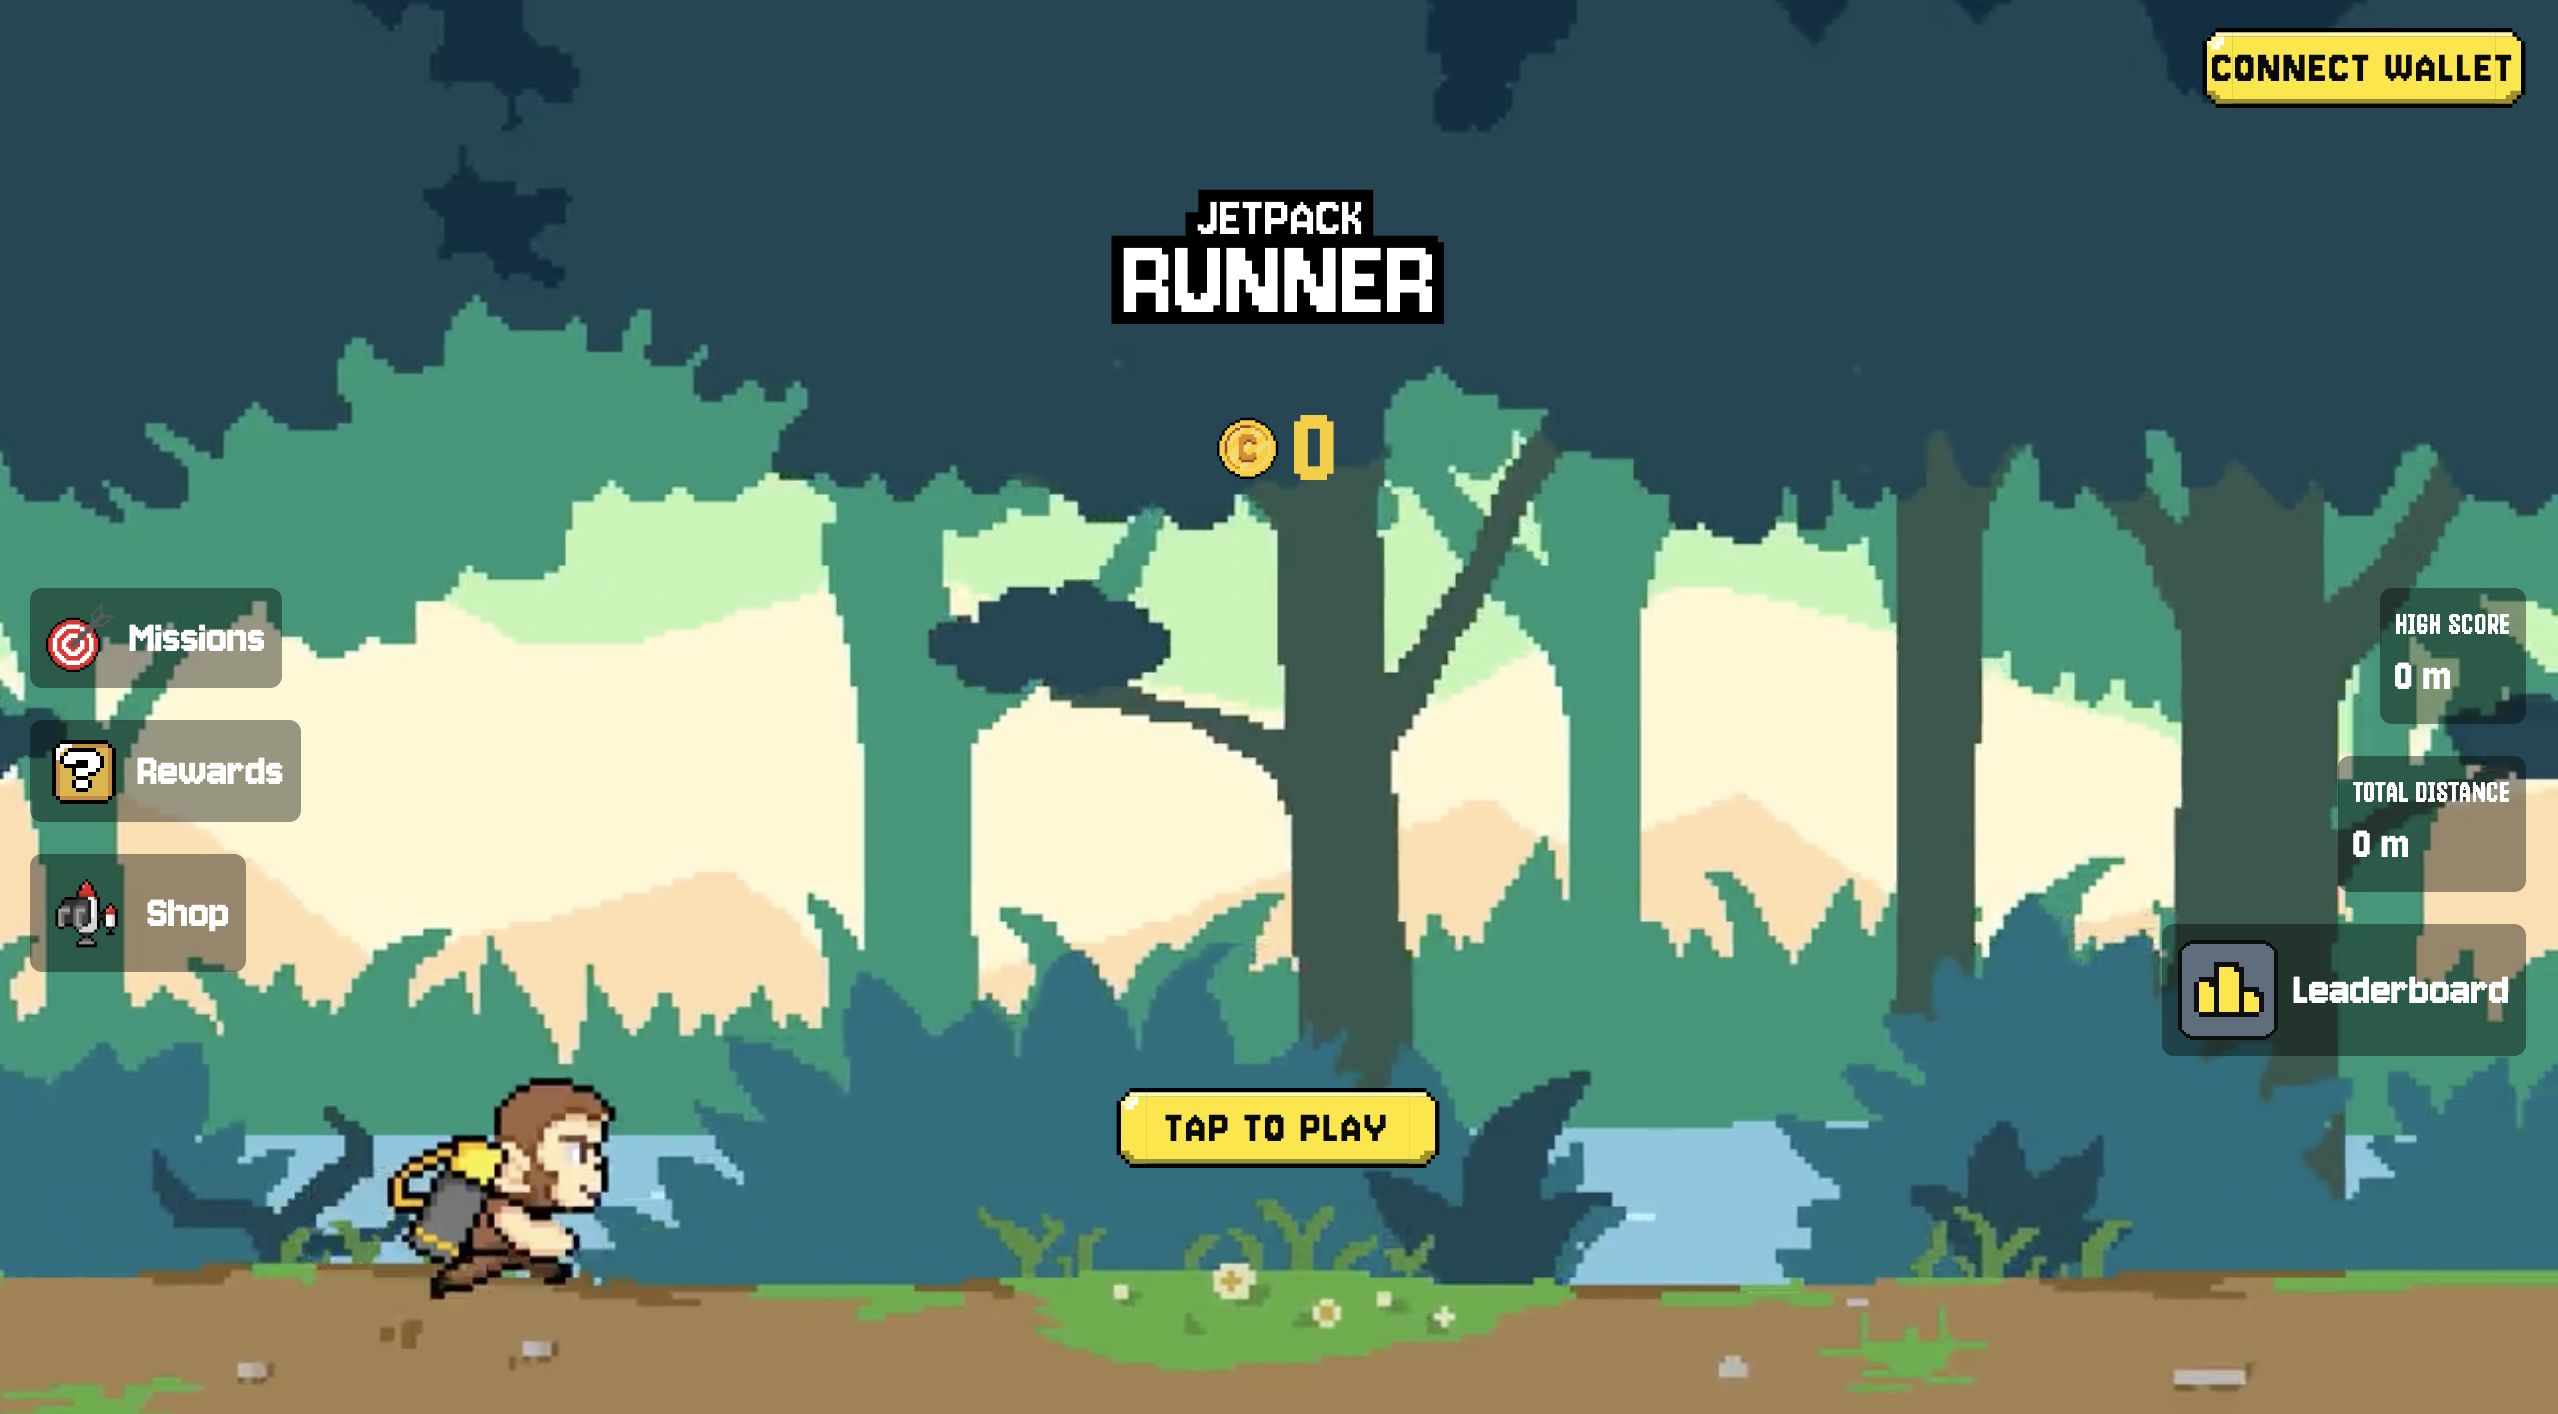 CONNECT WALLET
JETPACK
RUNNER
C 0
Missions
Rewards
Shop
HIGH SCORE
0 m
TOTAL DISTANCE
0 m
Leaderboard
TAP TO PLAY